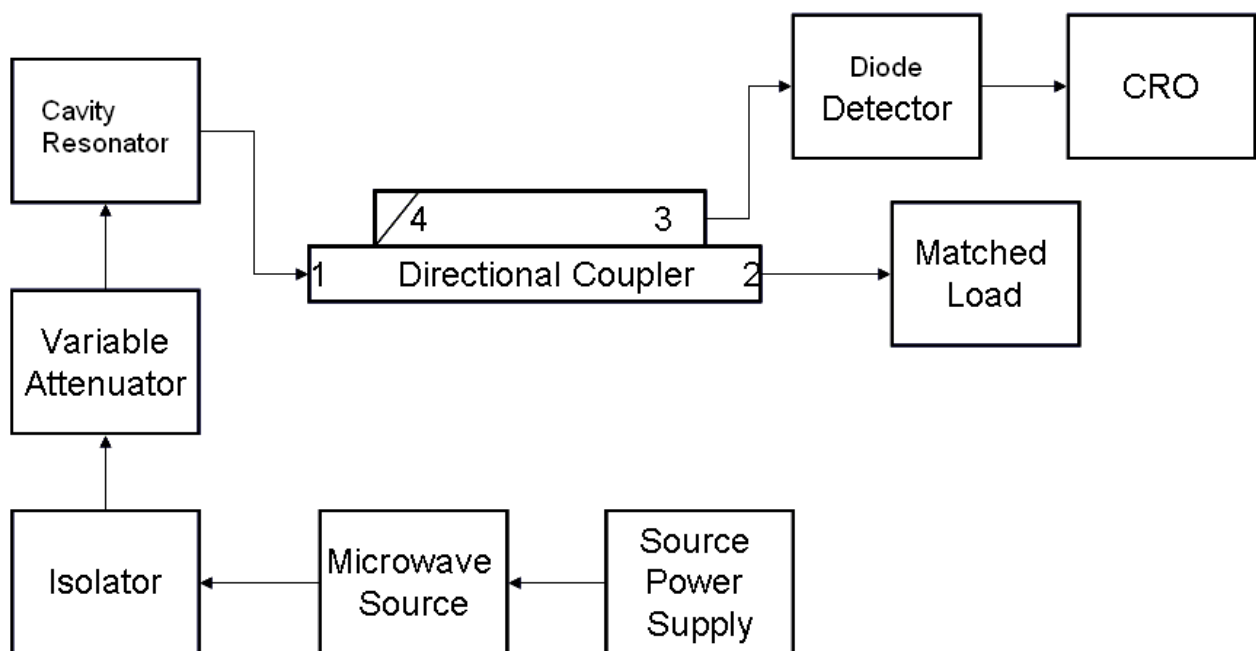 Diode
Detector
CRO
Cavity
Resonator
4
3
1
Directional Coupler
2
Matched
Load
Variable
Attenuator
Isolator
Microwave
Source
Source
Power
Supply